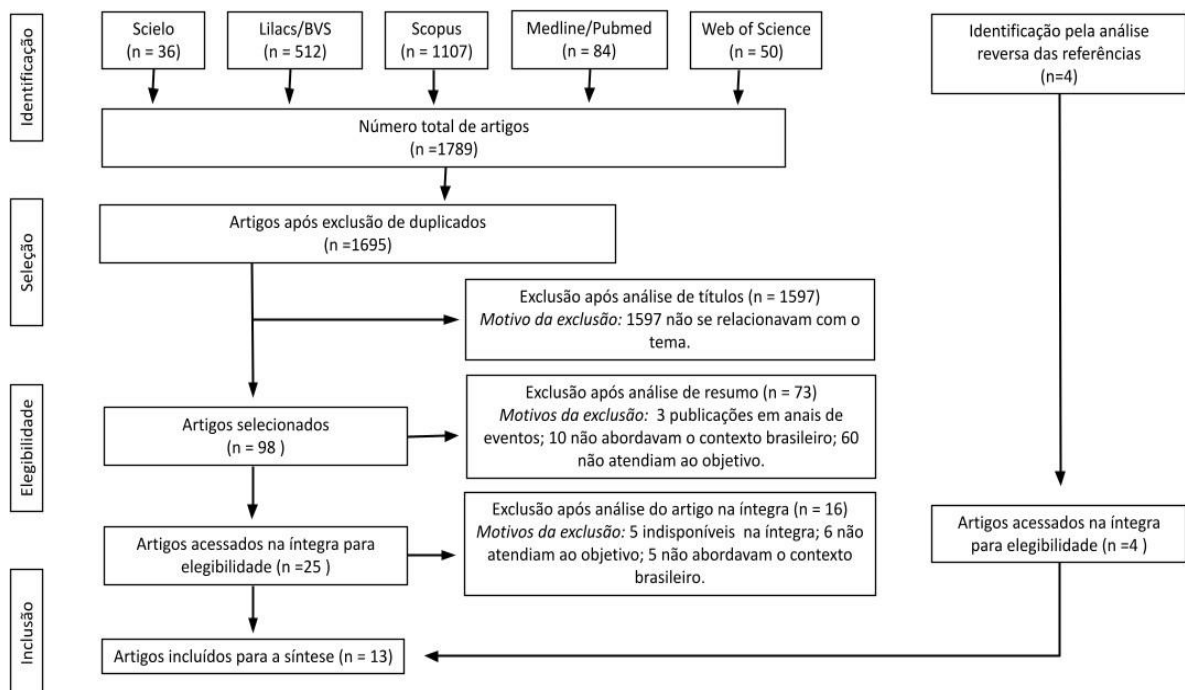 Identificação
Scielo
(n = 36)
Lilacs/BVS
(n = 512)
Scopus
(n = 1107)
Medline/Pubmed
(n = 84)
Web of Science
(n = 50)
Identificação pela análise
reversa das referências
(n=4)
Número total de artigos
(n =1789)
Seleção
Artigos após exclusão de duplicados
(n =1695)
Exclusão após análise de títulos (n = 1597)
Motivo da exclusão: 1597 não se relacionavam com o
tema.
Elegibilidade
Artigos selecionados
(n = 98 )
Exclusão após análise de resumo (n = 73)
Motivos da exclusão: 3 publicações em anais de
eventos; 10 não abordavam o contexto brasileiro; 60
não atendiam ao objetivo.
Artigos acessados na íntegra para
elegibilidade (n =25 )
Exclusão após análise do artigo na íntegra (n = 16)
Motivos da exclusão: 5 indisponíveis na íntegra; 6 não
atendiam ao objetivo; 5 não abordavam o contexto
brasileiro.
Artigos acessados na íntegra
para elegibilidade (n =4 )
Inclusão
Artigos incluídos para a síntese (n = 13)